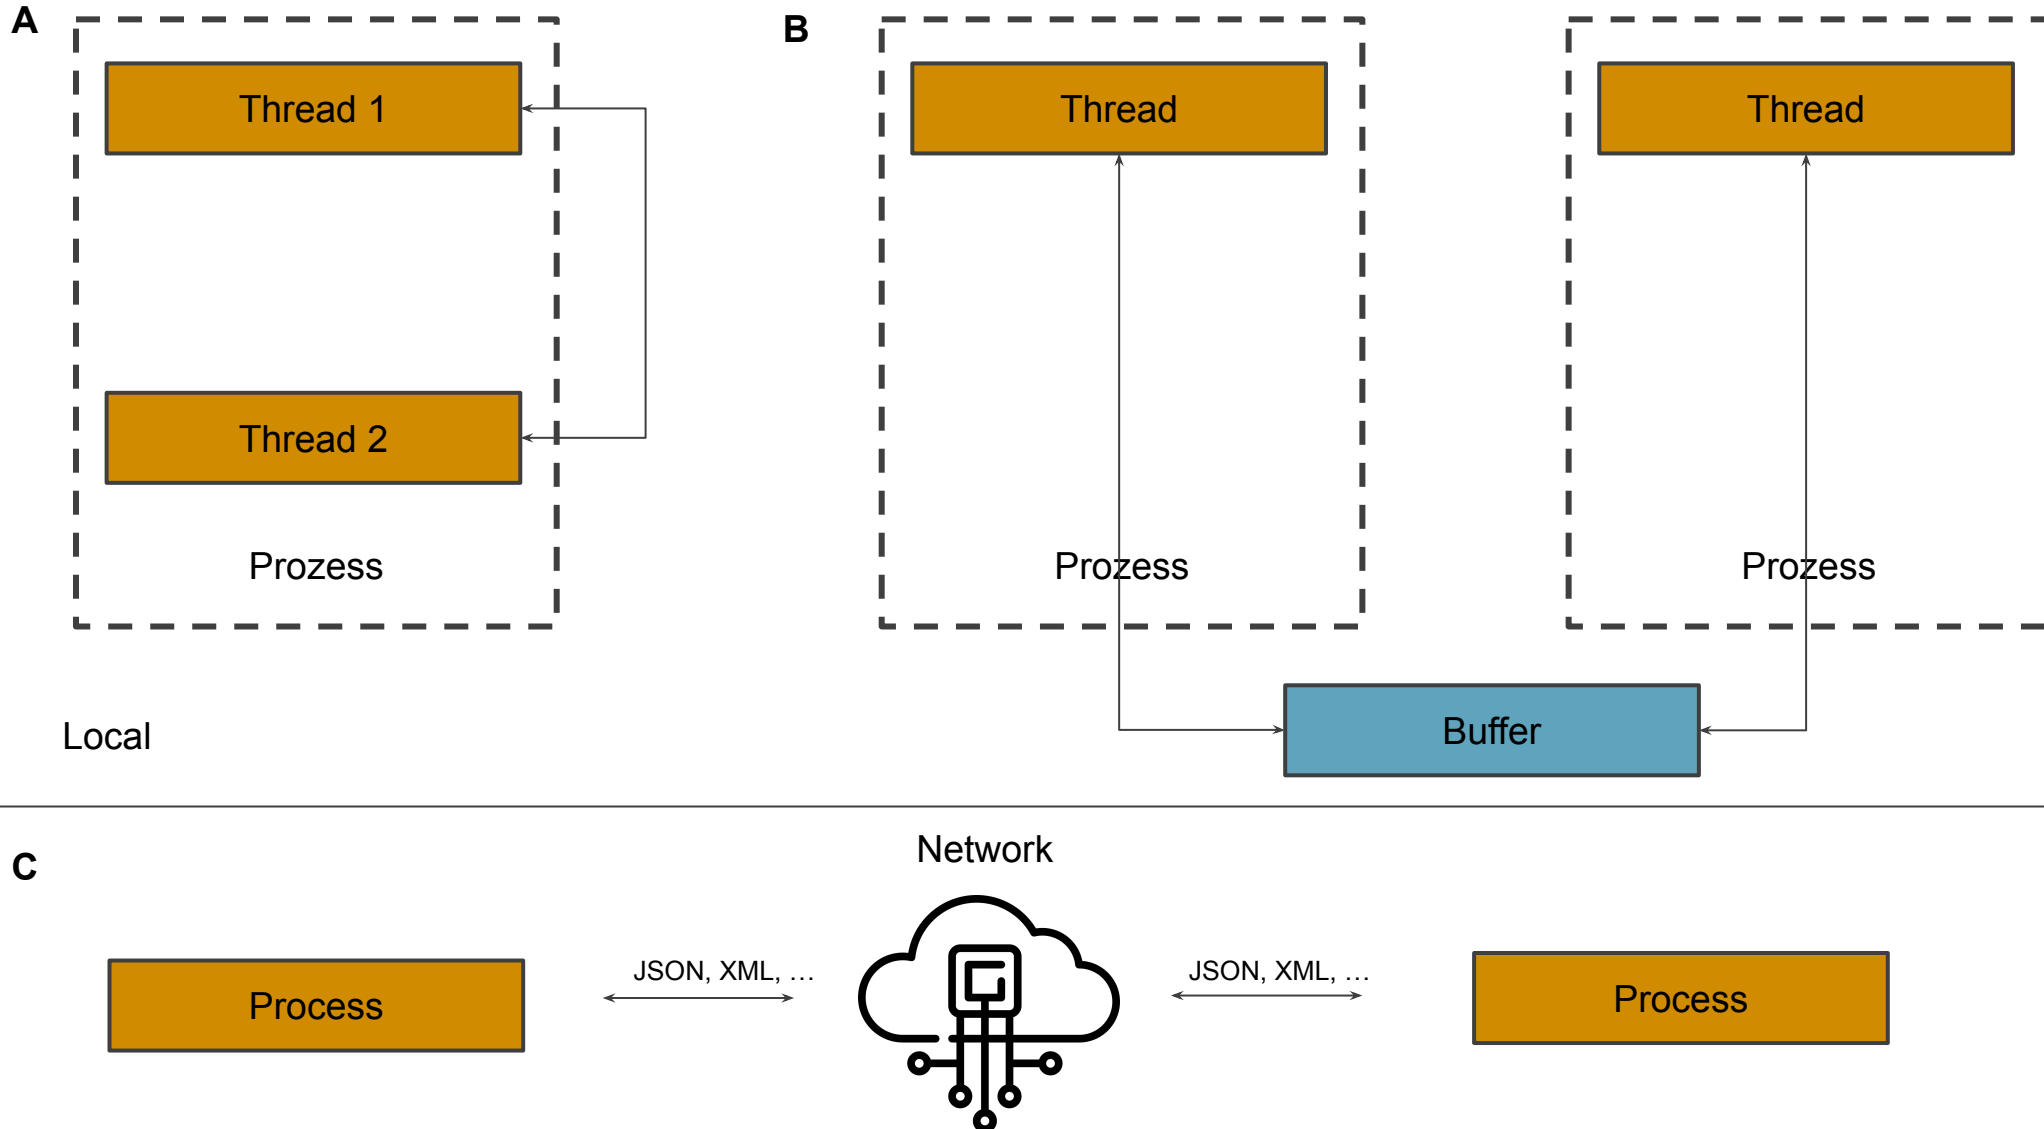 A
Thread 1
Thread 2
Prozess
B
Thread
Prozess
Thread
Prozess
Buffer
Local
C
Network
Process
JSON, XML, …
JSON, XML, …
Process